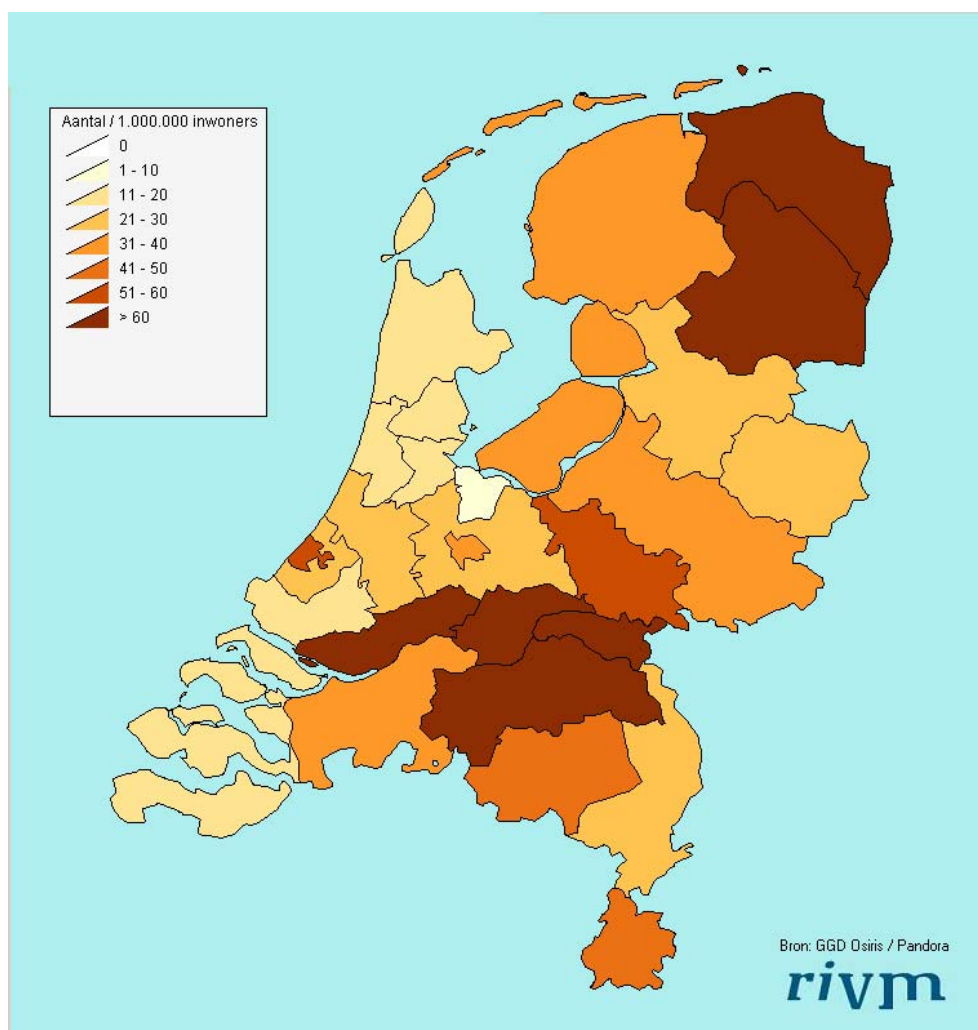 Aantal / 1.000.000 inwoners
0
1 - 10
11 - 20
21 - 30
31 - 40
41 - 50
51 - 60
> 60
Bron: GGD Osiris / Pandora
rivm